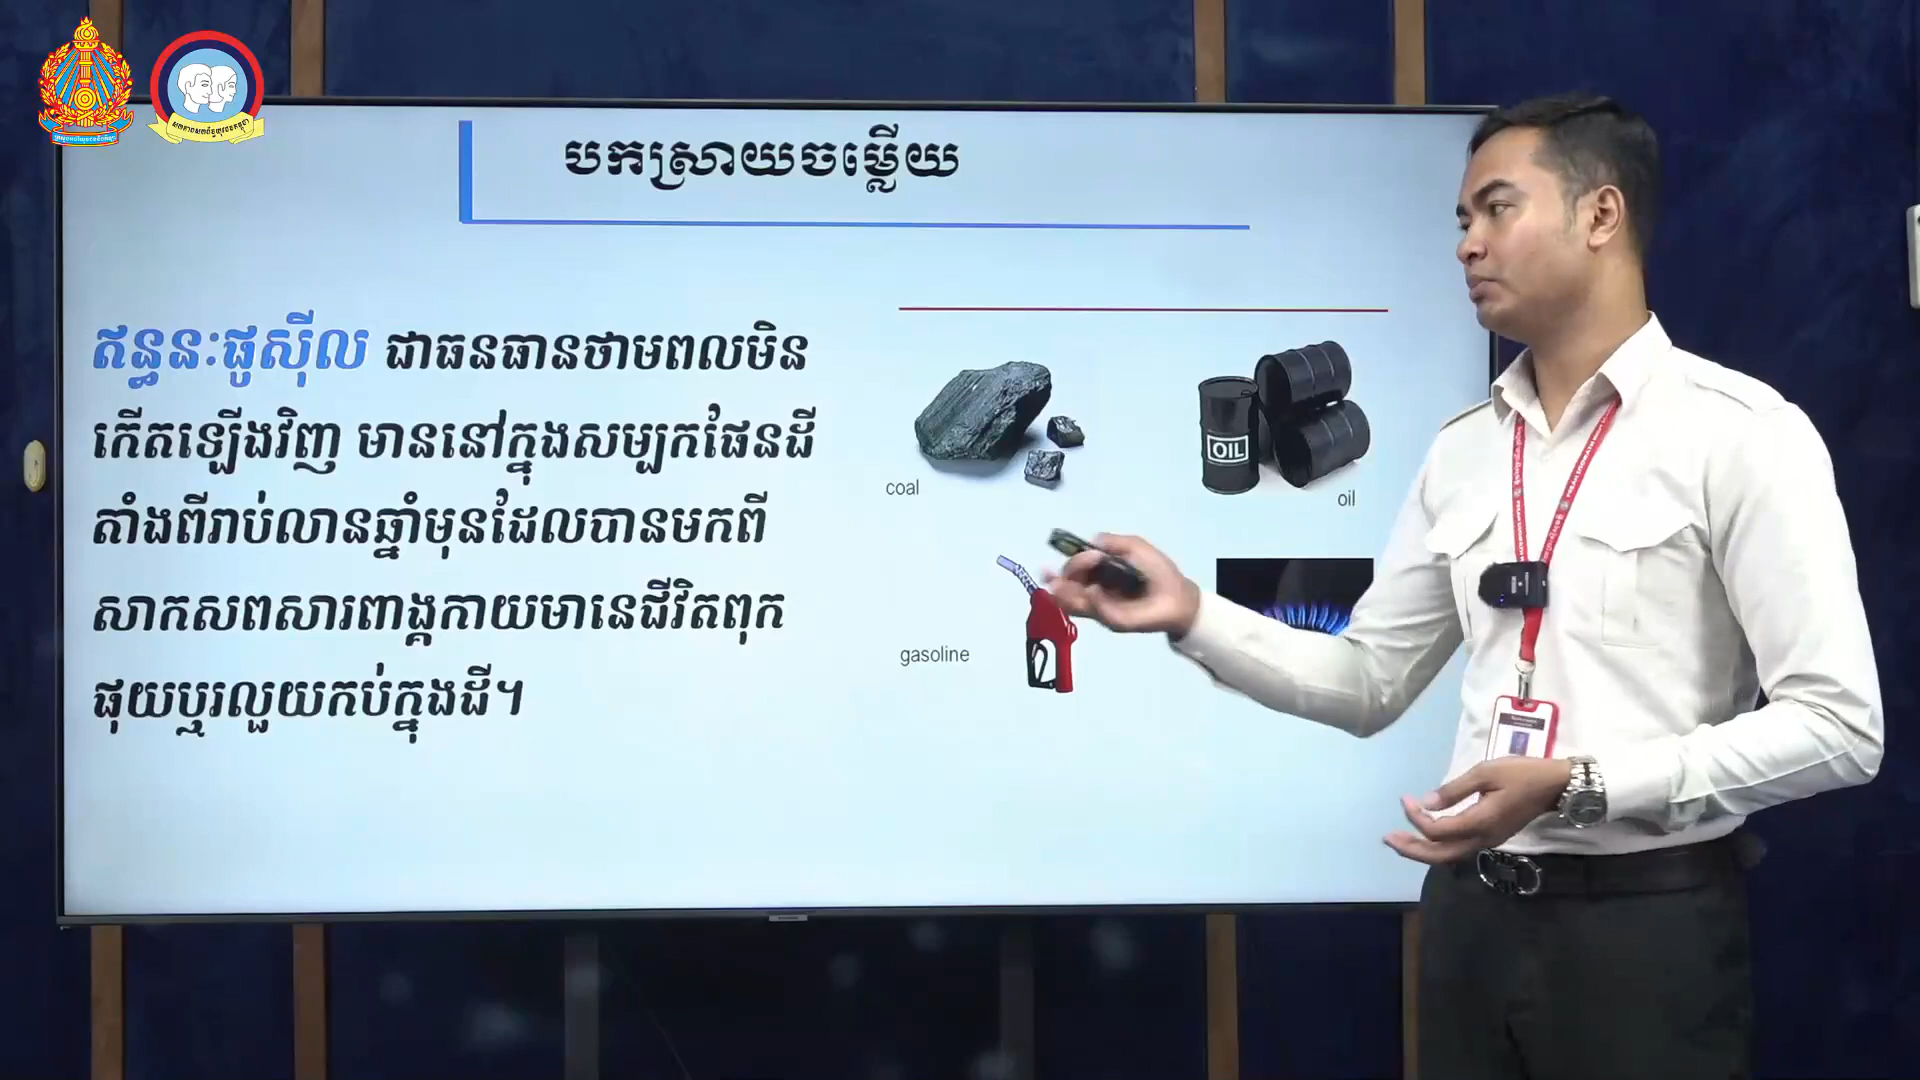 បកស្រាយចម្លើយ
ឥន្ធនៈផូស៊ីល ជាធនធានថាមពលមិន
កើតឡើងវិញ មាននៅក្នុងសម្បកផែនដី
តាំងពីរាប់លានឆ្នាំមុនដែលបានមកពី
សាកសពសារពាង្គកាយមានជីវិតពុក
ផុយឬរលួយកប់ក្នុងដី។
coal
OIL
oil
gasoline